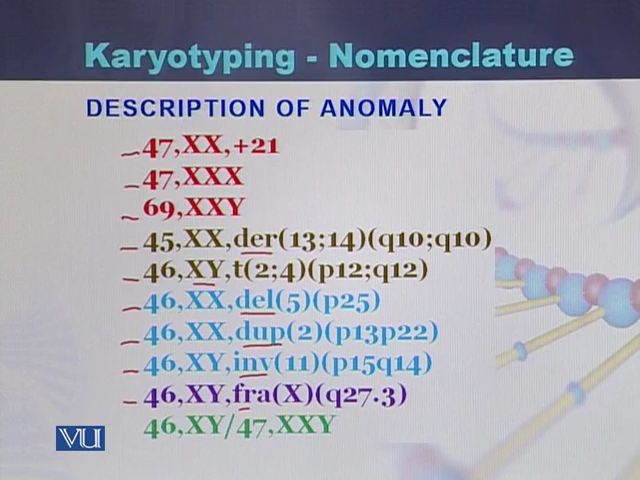 Karyotyping - Nomenclature
DESCRIPTION OF ANOMALY
47,XX,+21
47,XXX
69,XXY
45,XX,der(13;14)(q10;q10)
46,XY,t(2;4)(p12;q12)
46,XX,del(5)(p25)
46,XX,dup(2)(p13p22)
46,XY,inv(11)(p15q14)
46,XY,fra(X)(q27.3)
46,XY/47,XXY
VU